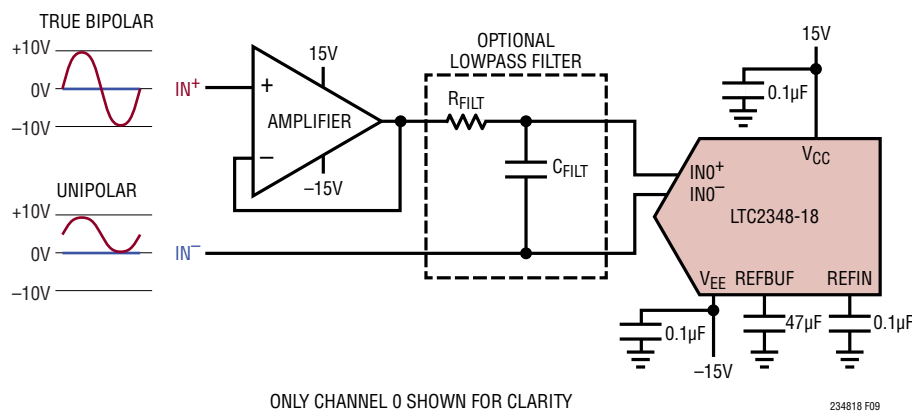 TRUE BIPOLAR
+10V
0V
–10V
IN+
UNIPOLAR
+10V
0V
–10V
IN–
15V
+
AMPLIFIER
–
–15V
OPTIONAL
LOWPASS FILTER
RFILT
CFILT
15V
0.1µF
VCC
IN0+
IN0–
LTC2348-18
VEE REFBUF REFIN
0.1µF
–15V
47µF
0.1µF
ONLY CHANNEL 0 SHOWN FOR CLARITY
234818 F09